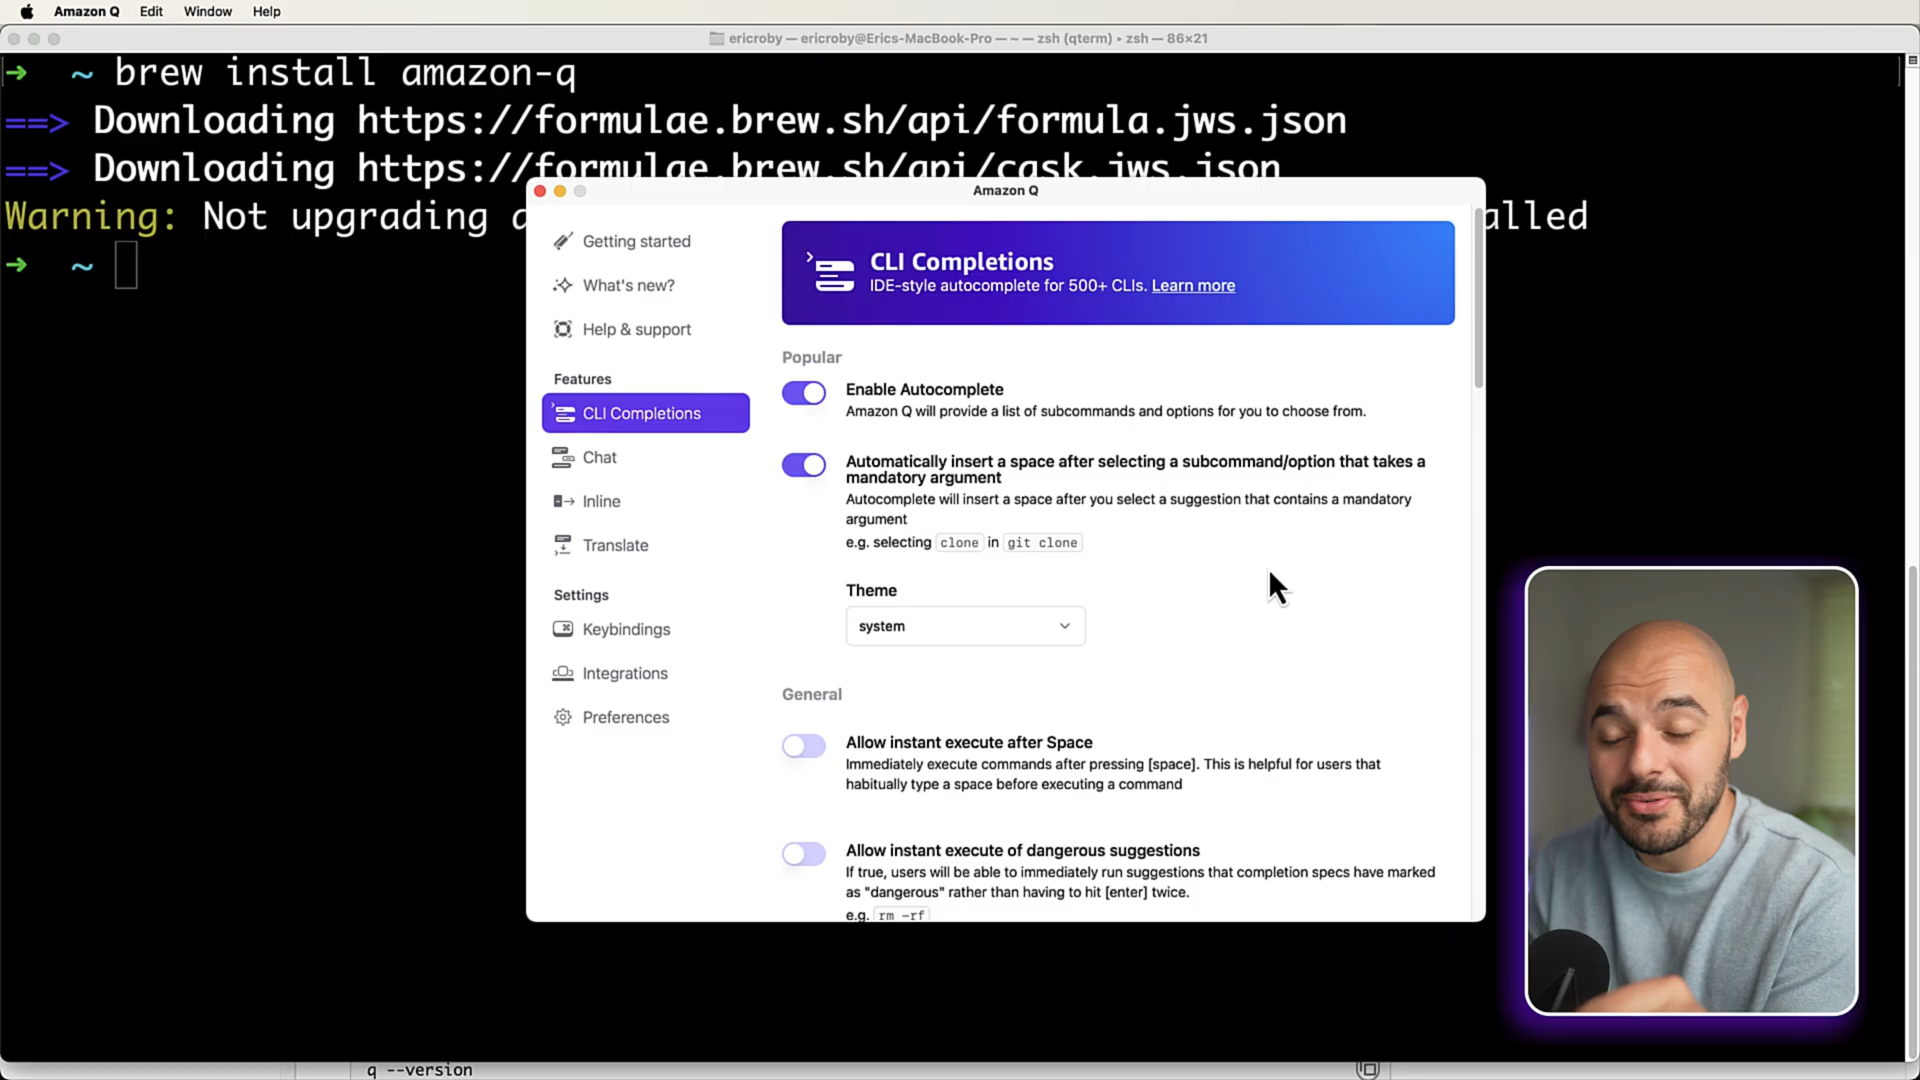 Amazon Q Edit Window Help
ericroby — ericroby@Erics-MacBook-Pro — ~ — zsh (qterm) ▸ zsh — 86×21
➜ ~ brew install amazon-q
==> Downloading https://formulae.brew.sh/api/formula.jws.json
==> Downloading https://formulae.brew.sh/api/cask.jws.json
Warning: Not upgrading a
alled
➜ ~
Amazon Q
Getting started
What's new?
Help & support
Features
CLI Completions
Chat
Inline
Translate
Settings
Keybindings
Integrations
Preferences
CLI Completions
IDE-style autocomplete for 500+ CLIs. Learn more
Popular
Enable Autocomplete
Amazon Q will provide a list of subcommands and options for you to choose from.
Automatically insert a space after selecting a subcommand/option that takes a
mandatory argument
Autocomplete will insert a space after you select a suggestion that contains a mandatory
argument
e.g. selecting clone in git clone
Theme
system
General
Allow instant execute after Space
Immediately execute commands after pressing [space]. This is helpful for users that
habitually type a space before executing a command
Allow instant execute of dangerous suggestions
If true, users will be able to immediately run suggestions that completion specs have marked
as "dangerous" rather than having to hit [enter] twice.
e.g. rm -rf
q --version